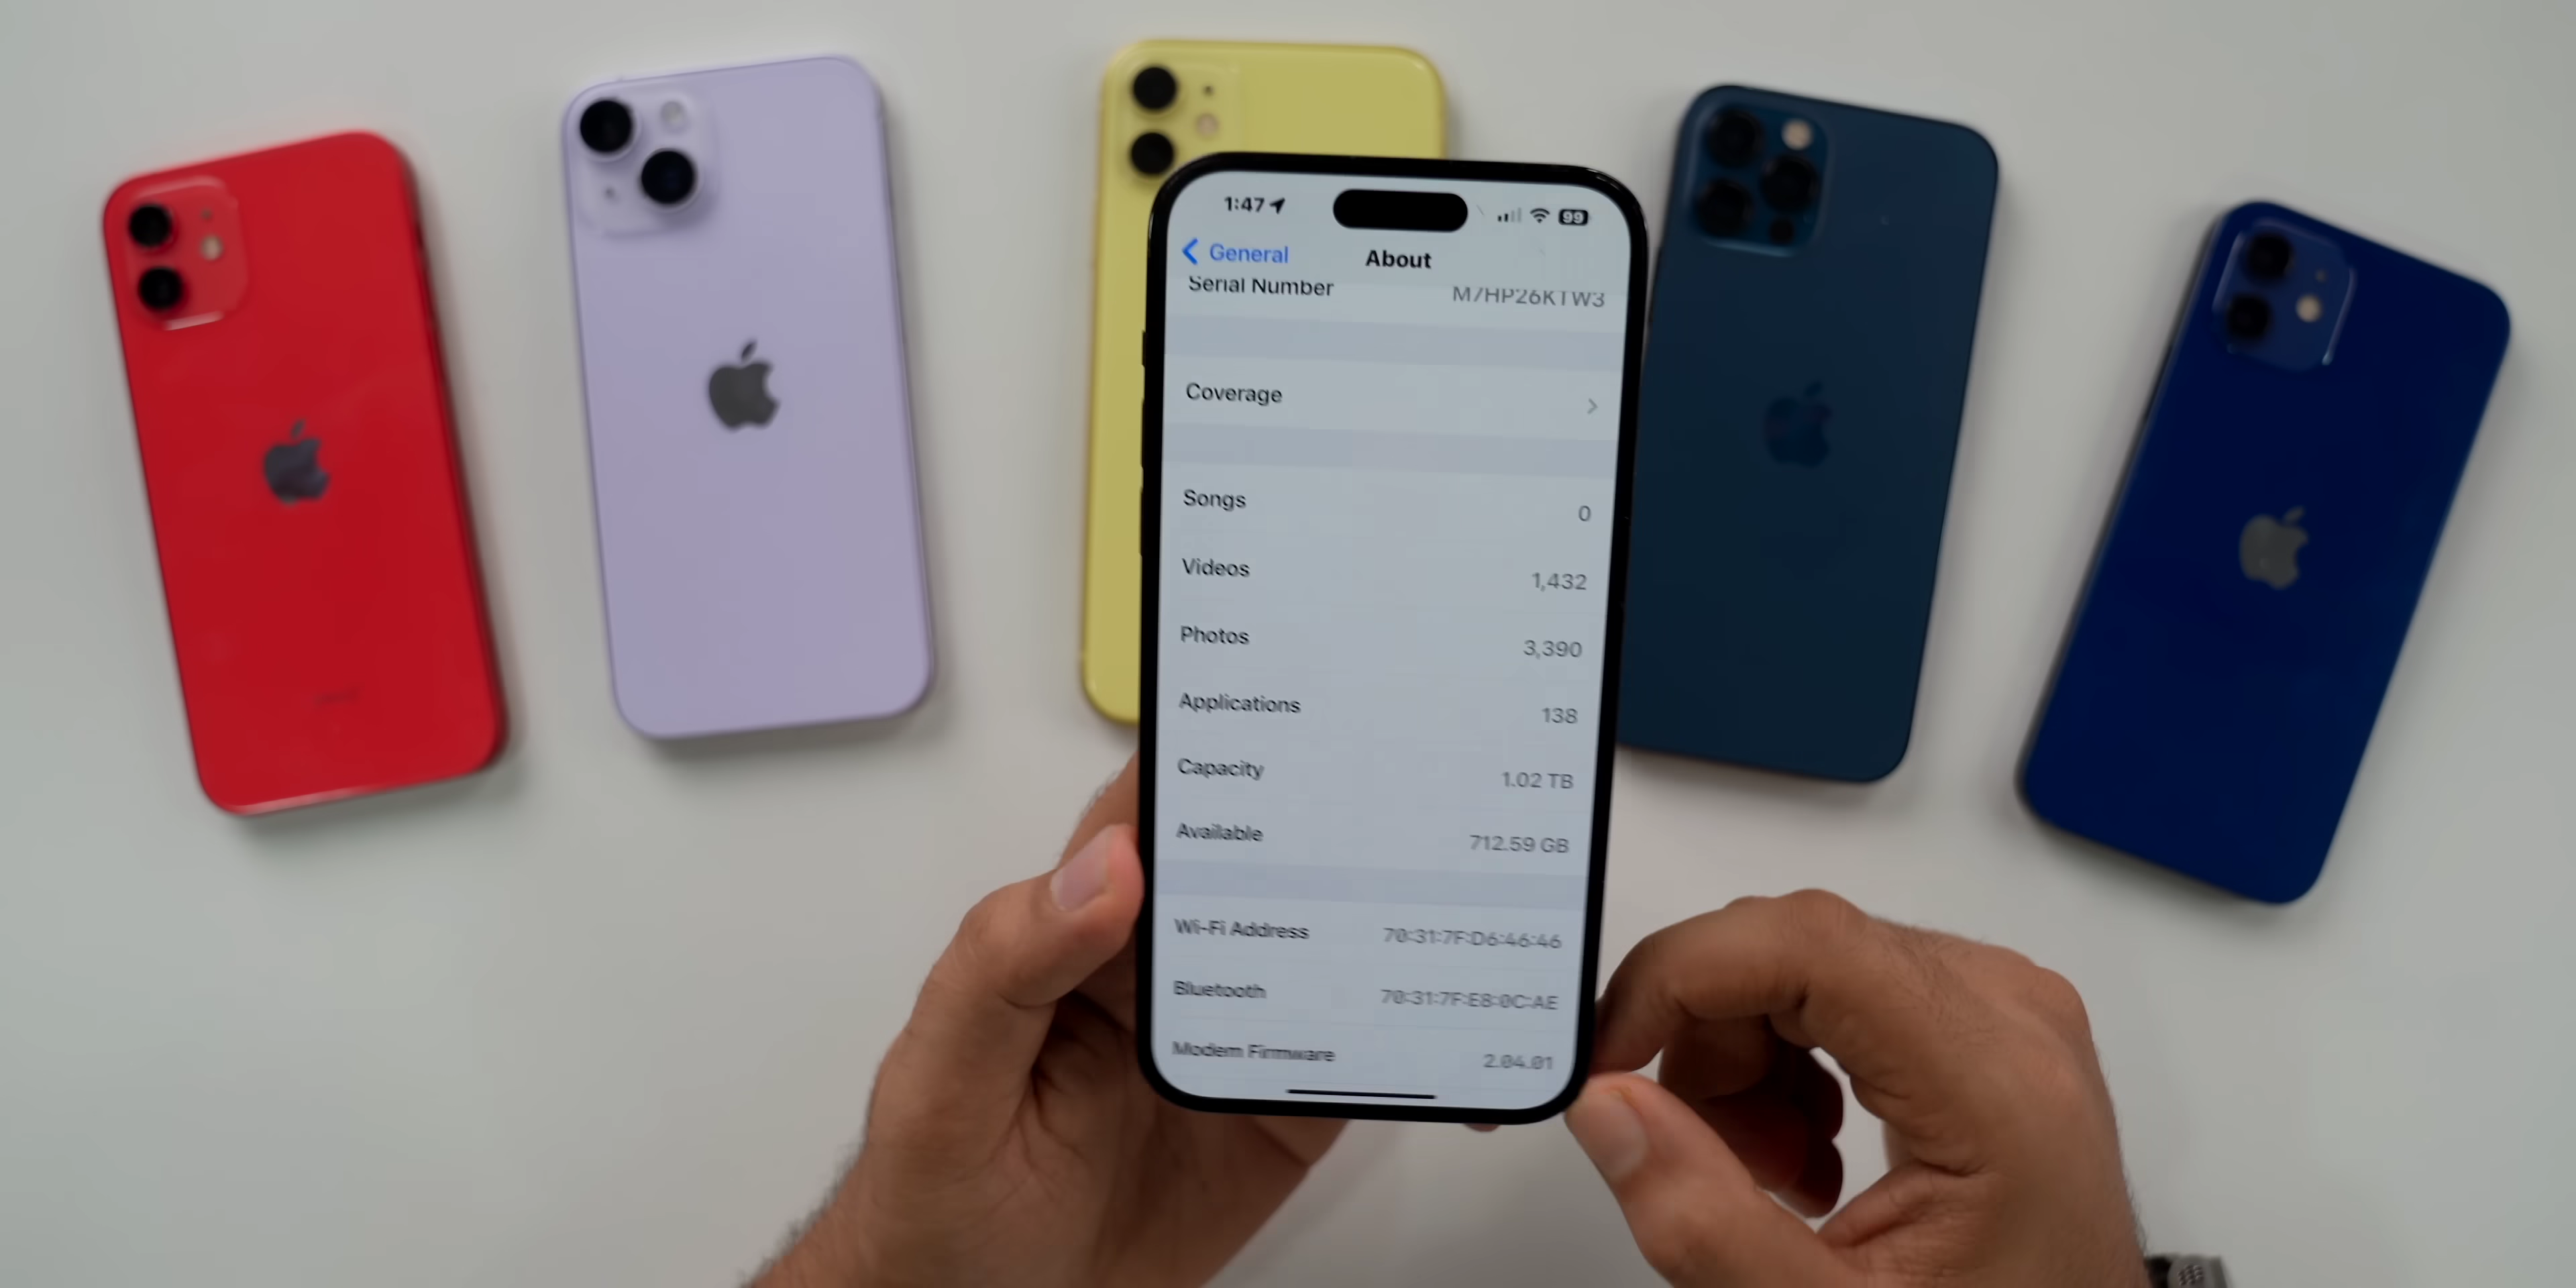 1:47
99
General
About
Serial Number M7HP26KTW3
Coverage
Songs 0
Videos 1,432
Photos 3,390
Applications 138
Capacity 1.02 TB
Available 712.59 GB
Wi-Fi Address 70:31:7F:D6:46:46
Bluetooth 70:31:7F:E8:0C:AE
Modem Firmware 2.04.01